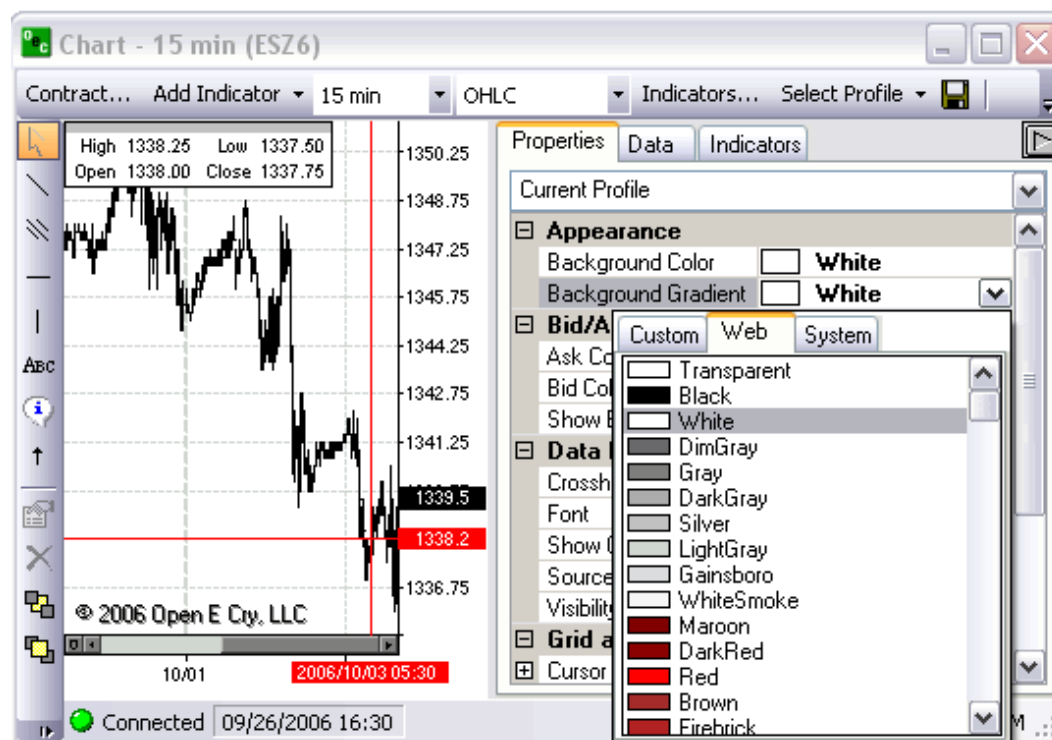 Oec Chart - 15 min (ESZ6)
Contract... Add Indicator 15 min OHLC Indicators... Select Profile
High 1338.25 Low 1337.50
Open 1338.00 Close 1337.75
1350.25
1348.75
1347.25
1345.75
1344.25
1342.75
1341.25
1339.5
1338.2
1336.75
ABC
© 2006 Open E Cry, LLC
10/01 2006/10/03 05:30
Properties Data Indicators
Current Profile
Appearance
Background Color White
Background Gradient White
Bid/A
Ask Co
Bid Col
Show
Data
Crossh
Font
Show
Source
Visibility
Grid a
Cursor
Custom Web System
Transparent
Black
White
DimGray
Gray
DarkGray
Silver
LightGray
Gainsboro
WhiteSmoke
Maroon
DarkRed
Red
Brown
Firebrick
Connected 09/26/2006 16:30 M